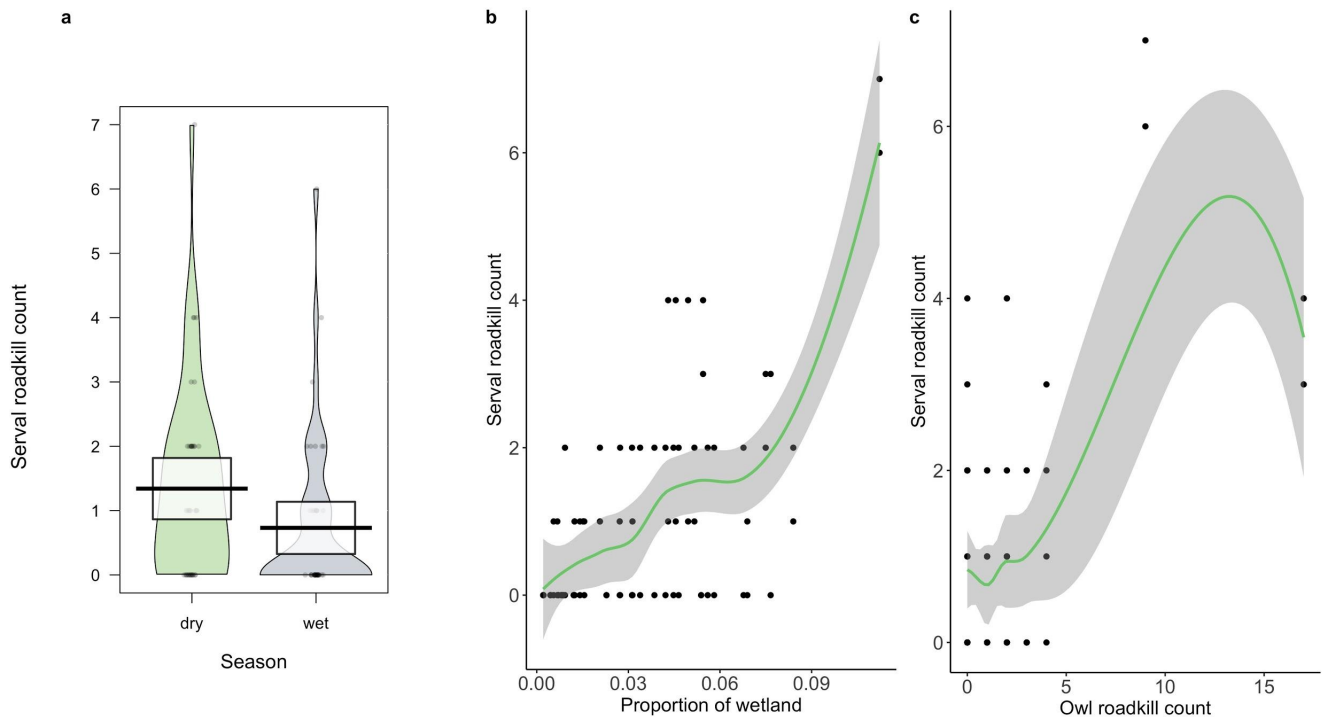 a
Serval roadkill count
7
6
5
4
3
2
1
0
dry wet
Season
b
Serval roadkill count
6
4
2
0
0.00 0.03 0.06 0.09
Proportion of wetland
c
Serval roadkill count
6
4
2
0
0 5 10 15
Owl roadkill count